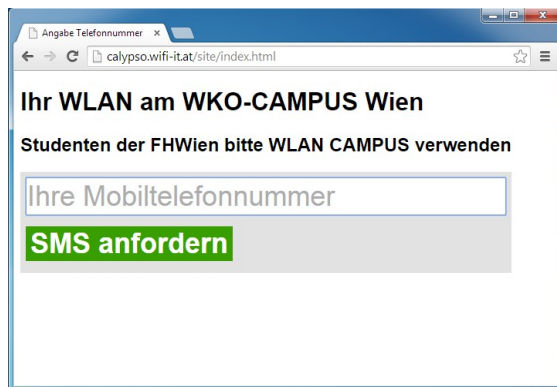 Angabe Telefonnummer
calypso.wifi-it.at/site/index.html
Ihr WLAN am WKO-CAMPUS Wien
Studenten der FHWien bitte WLAN CAMPUS verwenden
Ihre Mobiltelefonnummer
SMS anfordern